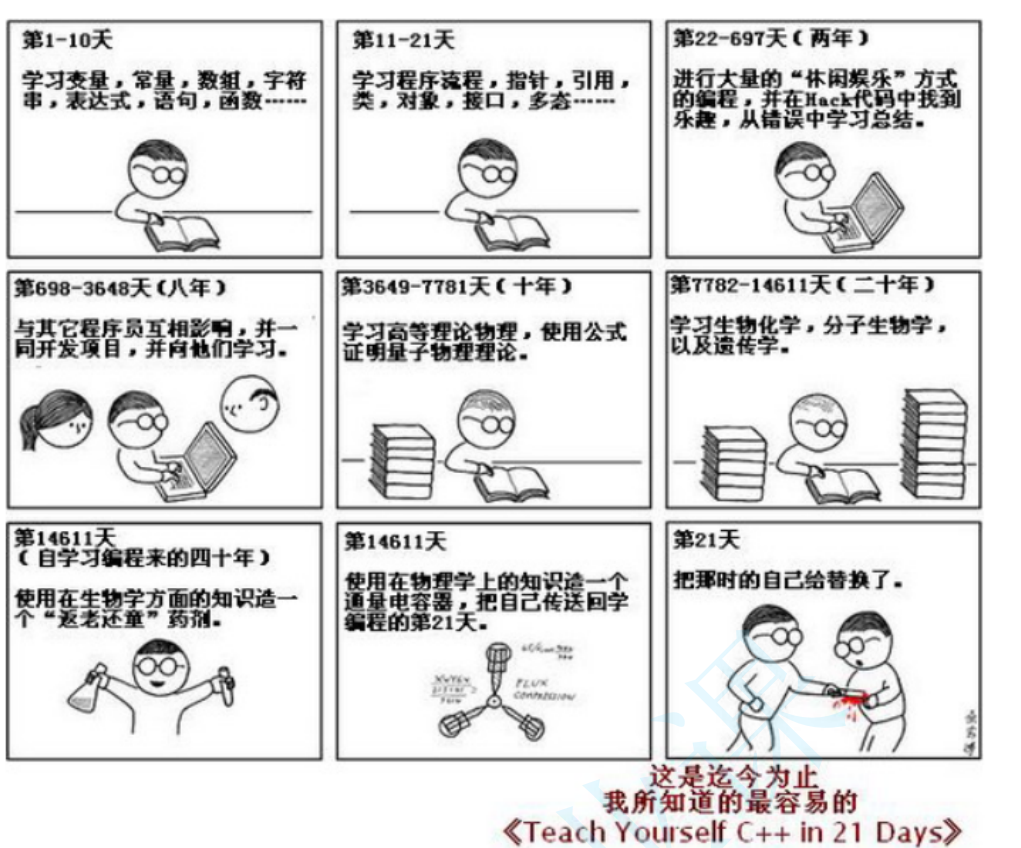 第1-10天
学习变量，常量，数组，字符
串，表达式，语句，函数……
第11-21天
学习程序流程，指针，引用，
类，对象，接口，多态……
第22-697天（两年）
进行大量的“休闲娱乐”方式
的编程，并在Hack代码中找到
乐趣，从错误中学习总结。
第698-3648天（八年）
与其它程序员互相影响，并一
同开发项目，并向他们学习。
第3649-7781天（十年）
学习高等理论物理，使用公式
证明量子物理理论。
第7782-14611天（二十年）
学习生物化学，分子生物学，
以及遗传学。
第14611天
（自学习编程来的四十年）
使用在生物学方面的知识造一
个“返老还童”药剂。
第14611天
使用在物理学上的知识造一个
通量电容器，把自己传送回学
编程的第21天。
FLUX
第21天
把那时的自己给替换了。
这是迄今为止
我所知道的最容易的
《Teach Yourself C++ in 21 Days》